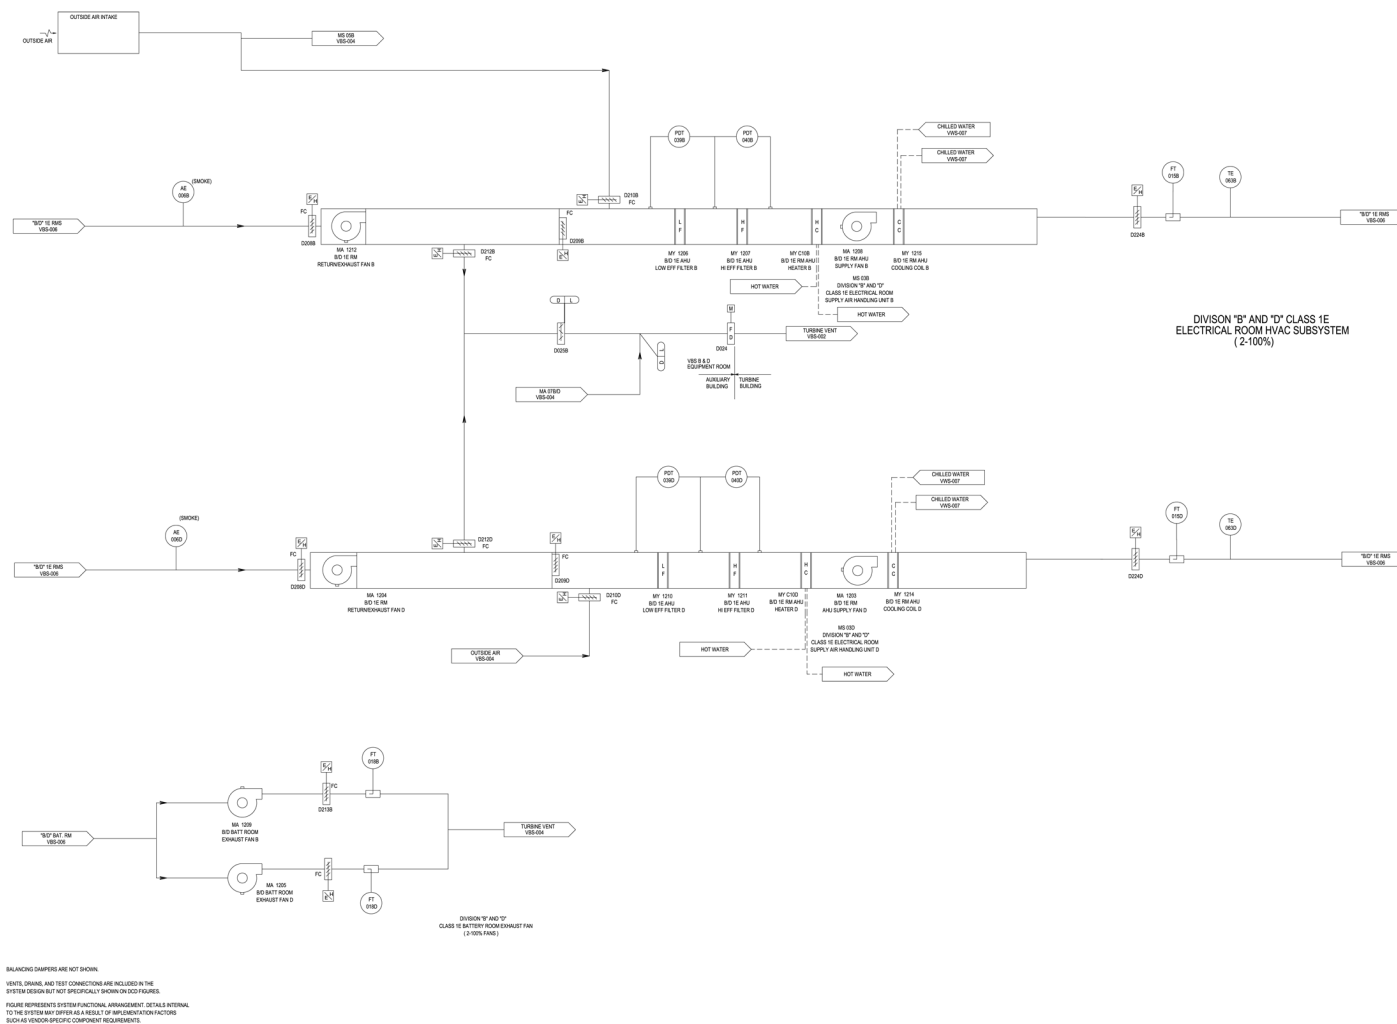 OUTSIDE AIR INTAKE
OUTSIDE AIR
MS 05B
VBS-004
PDT
039B
PDT
040B
CHILLED WATER
VWS-007
CHILLED WATER
VWS-007
(SMOKE)
AE
006B
E/H
FC
D208B
"B/D" 1E RMS
VBS-006
E/H
D210B
FC
FC
D209B
E/H
L
F
H
F
H
C
C
C
FT
015B
TE
063B
E/H
D224B
"B/D" 1E RMS
VBS-006
MA 1212
B/D 1E RM
RETURN/EXHAUST FAN B
E/H
D212B
FC
MY 1206
B/D 1E AHU
LOW EFF FILTER B
MY 1207
B/D 1E AHU
HI EFF FILTER B
MY C10B
B/D 1E RM AHU
HEATER B
MA 1208
B/D 1E RM AHU
SUPPLY FAN B
MY 1215
B/D 1E RM AHU
COOLING COIL B
HOT WATER
MS 03B
DIVISION "B" AND "D"
CLASS 1E ELECTRICAL ROOM
SUPPLY AIR HANDLING UNIT B
HOT WATER
DIVISON "B" AND "D" CLASS 1E
ELECTRICAL ROOM HVAC SUBSYSTEM
( 2-100%)
O L
D025B
M
F
D
D024
TURBINE VENT
VBS-002
L
O
VBS B & D
EQUIPMENT ROOM
AUXILIARY
BUILDING
TURBINE
BUILDING
MA 07B/D
VBS-004
PDT
039D
PDT
040D
CHILLED WATER
VWS-007
CHILLED WATER
VWS-007
(SMOKE)
AE
006D
E/H
FC
D208D
"B/D" 1E RMS
VBS-006
E/H
D212D
FC
E/H
FC
D209D
L
F
H
F
H
C
C
C
FT
015D
TE
063D
E/H
D224D
"B/D" 1E RMS
VBS-006
MA 1204
B/D 1E RM
RETURN/EXHAUST FAN D
E/H
D210D
FC
MY 1210
B/D 1E AHU
LOW EFF FILTER D
MY 1211
B/D 1E AHU
HI EFF FILTER D
MY C10D
B/D 1E RM AHU
HEATER D
MA 1203
B/D 1E RM
AHU SUPPLY FAN D
MY 1214
B/D 1E RM AHU
COOLING COIL D
OUTSIDE AIR
VBS-004
MS 03D
DIVISION "B" AND "D"
CLASS 1E ELECTRICAL ROOM
SUPPLY AIR HANDLING UNIT D
HOT WATER
HOT WATER
FT
018B
E/H
FC
D213B
MA 1209
B/D BATT ROOM
EXHAUST FAN B
"B/D" BAT. RM
VBS-006
TURBINE VENT
VBS-004
FC
E/H
FT
018D
MA 1205
B/D BATT ROOM
EXHAUST FAN D
DIVISION "B" AND "D"
CLASS 1E BATTERY ROOM EXHAUST FAN
( 2-100% FANS )
BALANCING DAMPERS ARE NOT SHOWN.
VENTS, DRAINS, AND TEST CONNECTIONS ARE INCLUDED IN THE
SYSTEM DESIGN BUT NOT SPECIFICALLY SHOWN ON DCD FIGURES.
FIGURE REPRESENTS SYSTEM FUNCTIONAL ARRANGEMENT. DETAILS INTERNAL
TO THE SYSTEM MAY DIFFER AS A RESULT OF IMPLEMENTATION FACTORS
SUCH AS VENDOR-SPECIFIC COMPONENT REQUIREMENTS.